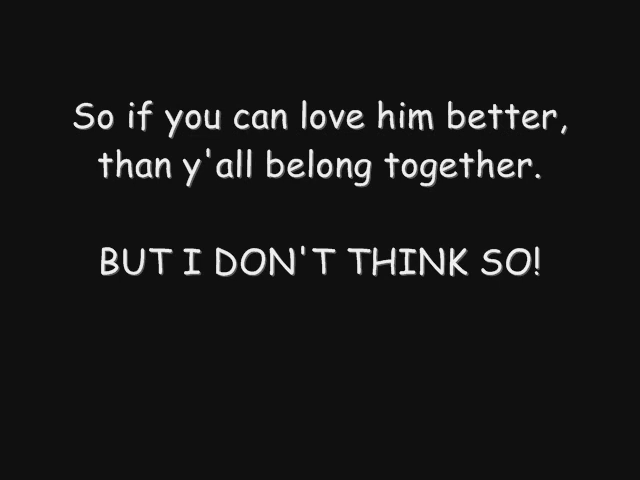 So if you can love him better,
than y'all belong together.
BUT I DON'T THINK SO!